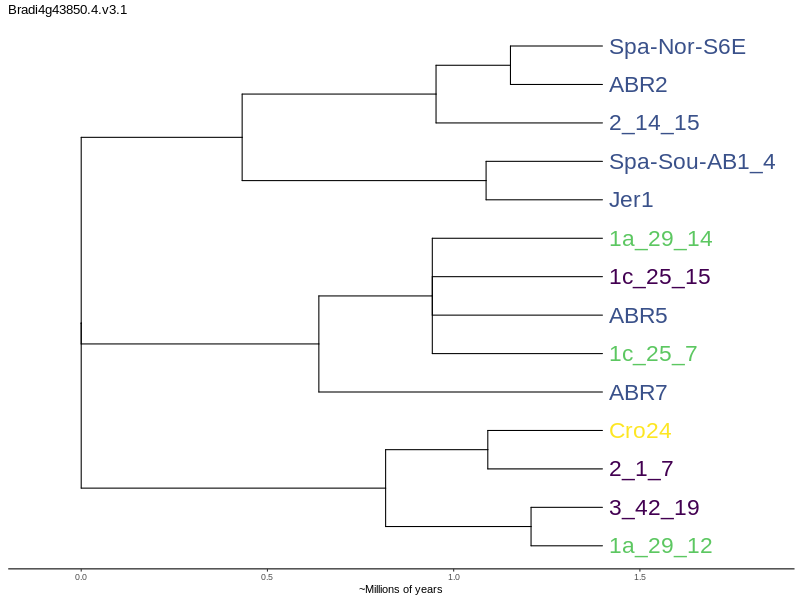 Bradi4g43850.4.v3.1
Spa-Nor-S6E
ABR2
2_14_15
Spa-Sou-AB1_4
Jer1
1a_29_14
1c_25_15
ABR5
1c_25_7
ABR7
Cro24
2_1_7
3_42_19
1a_29_12
0.0 0.5 1.0 1.5
~Millions of years